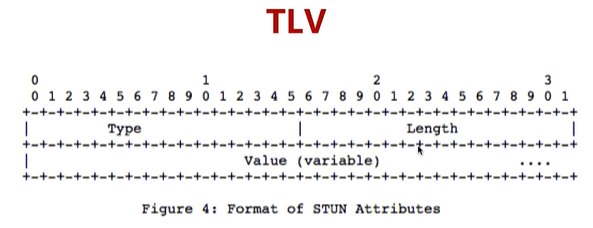 TLV
0 1 2 3
0 1 2 3 4 5 6 7 8 9 0 1 2 3 4 5 6 7 8 9 0 1 2 3 4 5 6 7 8 9 0 1
+-+-+-+-+-+-+-+-+-+-+-+-+-+-+-+-+-+-+-+-+-+-+-+-+-+-+-+-+-+-+-+-+
| Type | Length |
+-+-+-+-+-+-+-+-+-+-+-+-+-+-+-+-+-+-+-+-+-+-+-+-+-+-+-+-+-+-+-+-+
| Value (variable) ....
+-+-+-+-+-+-+-+-+-+-+-+-+-+-+-+-+-+-+-+-+-+-+-+-+-+-+-+-+-+-+-+-+
Figure 4: Format of STUN Attributes